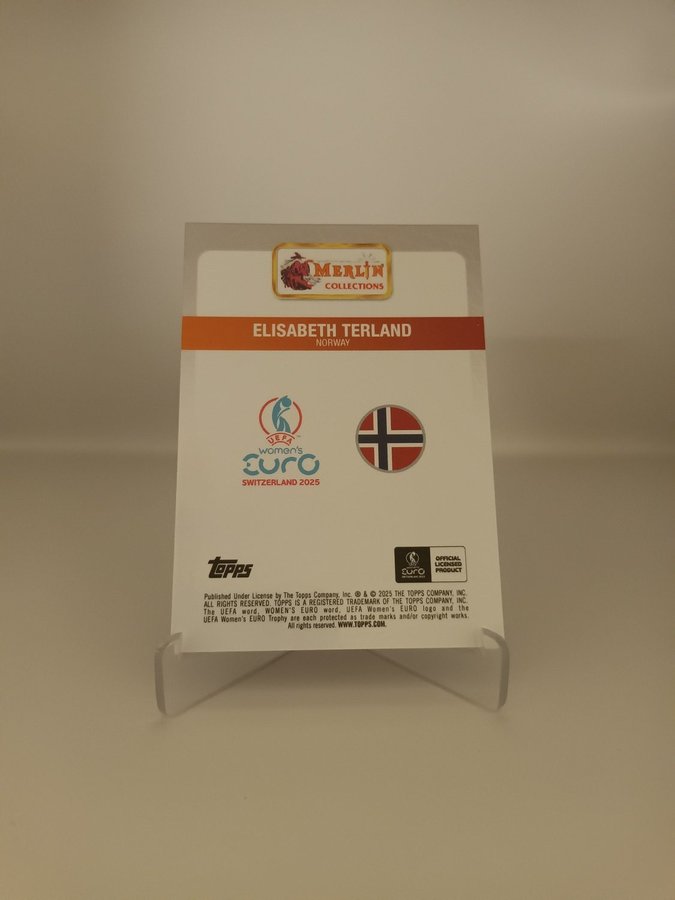 MERLIN
COLLECTIONS
ELISABETH TERLAND
NORWAY
UEFA
women's
EURO
SWITZERLAND 2025
topps
EURO
OFFICIAL
LICENSED
PRODUCT
Published Under License by The Topps Company, Inc. ® & © 2025 THE TOPPS COMPANY, INC.
ALL RIGHTS RESERVED. TOPPS IS A REGISTERED TRADEMARK OF THE TOPPS COMPANY, INC.
The UEFA word, WOMEN'S EURO word, UEFA Women's EURO logo and the
UEFA Women's EURO Trophy are each protected as trade marks and/or copyright works.
All rights reserved. WWW.TOPPS.COM.